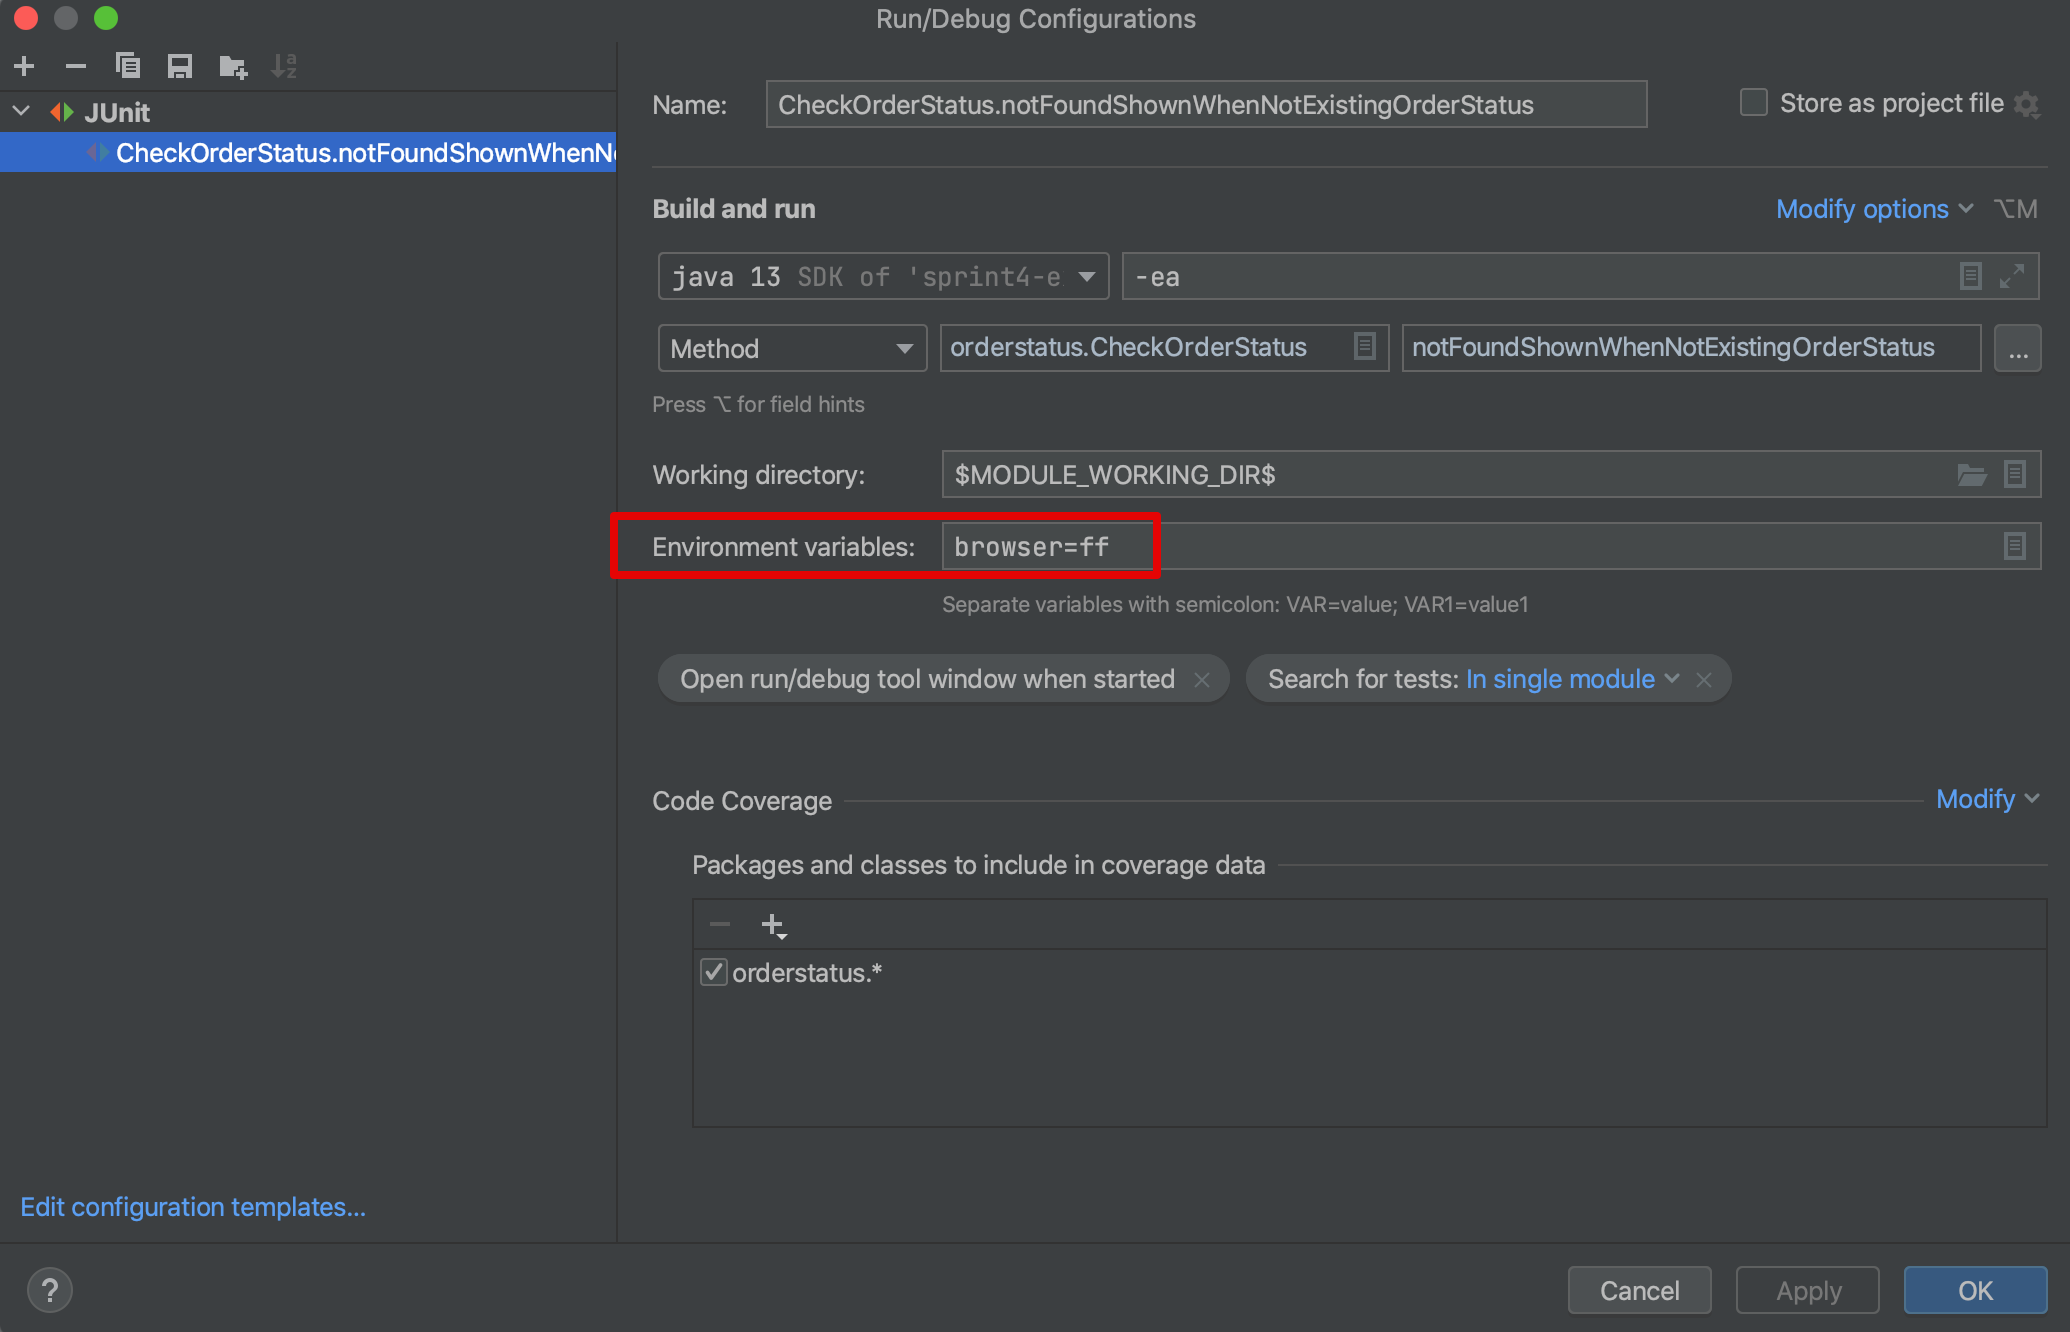 Run/Debug Configurations
JUnit
CheckOrderStatus.notFoundShownWhenN
Name: CheckOrderStatus.notFoundShownWhenNotExistingOrderStatus
Store as project file
Build and run
Modify options ⌥M
java 13 SDK of 'sprint4-e
-ea
Method
orderstatus.CheckOrderStatus
notFoundShownWhenNotExistingOrderStatus
...
Press ⌥ for field hints
Working directory: $MODULE_WORKING_DIR$
Environment variables: browser=ff
Separate variables with semicolon: VAR=value; VAR1=value1
Open run/debug tool window when started
Search for tests: In single module
Code Coverage
Modify
Packages and classes to include in coverage data
orderstatus.*
Edit configuration templates...
?
Cancel
Apply
OK